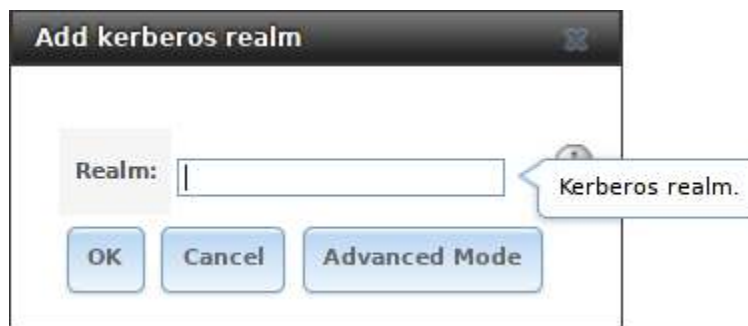 Add kerberos realm
Realm:
Kerberos realm.
OK Cancel Advanced Mode